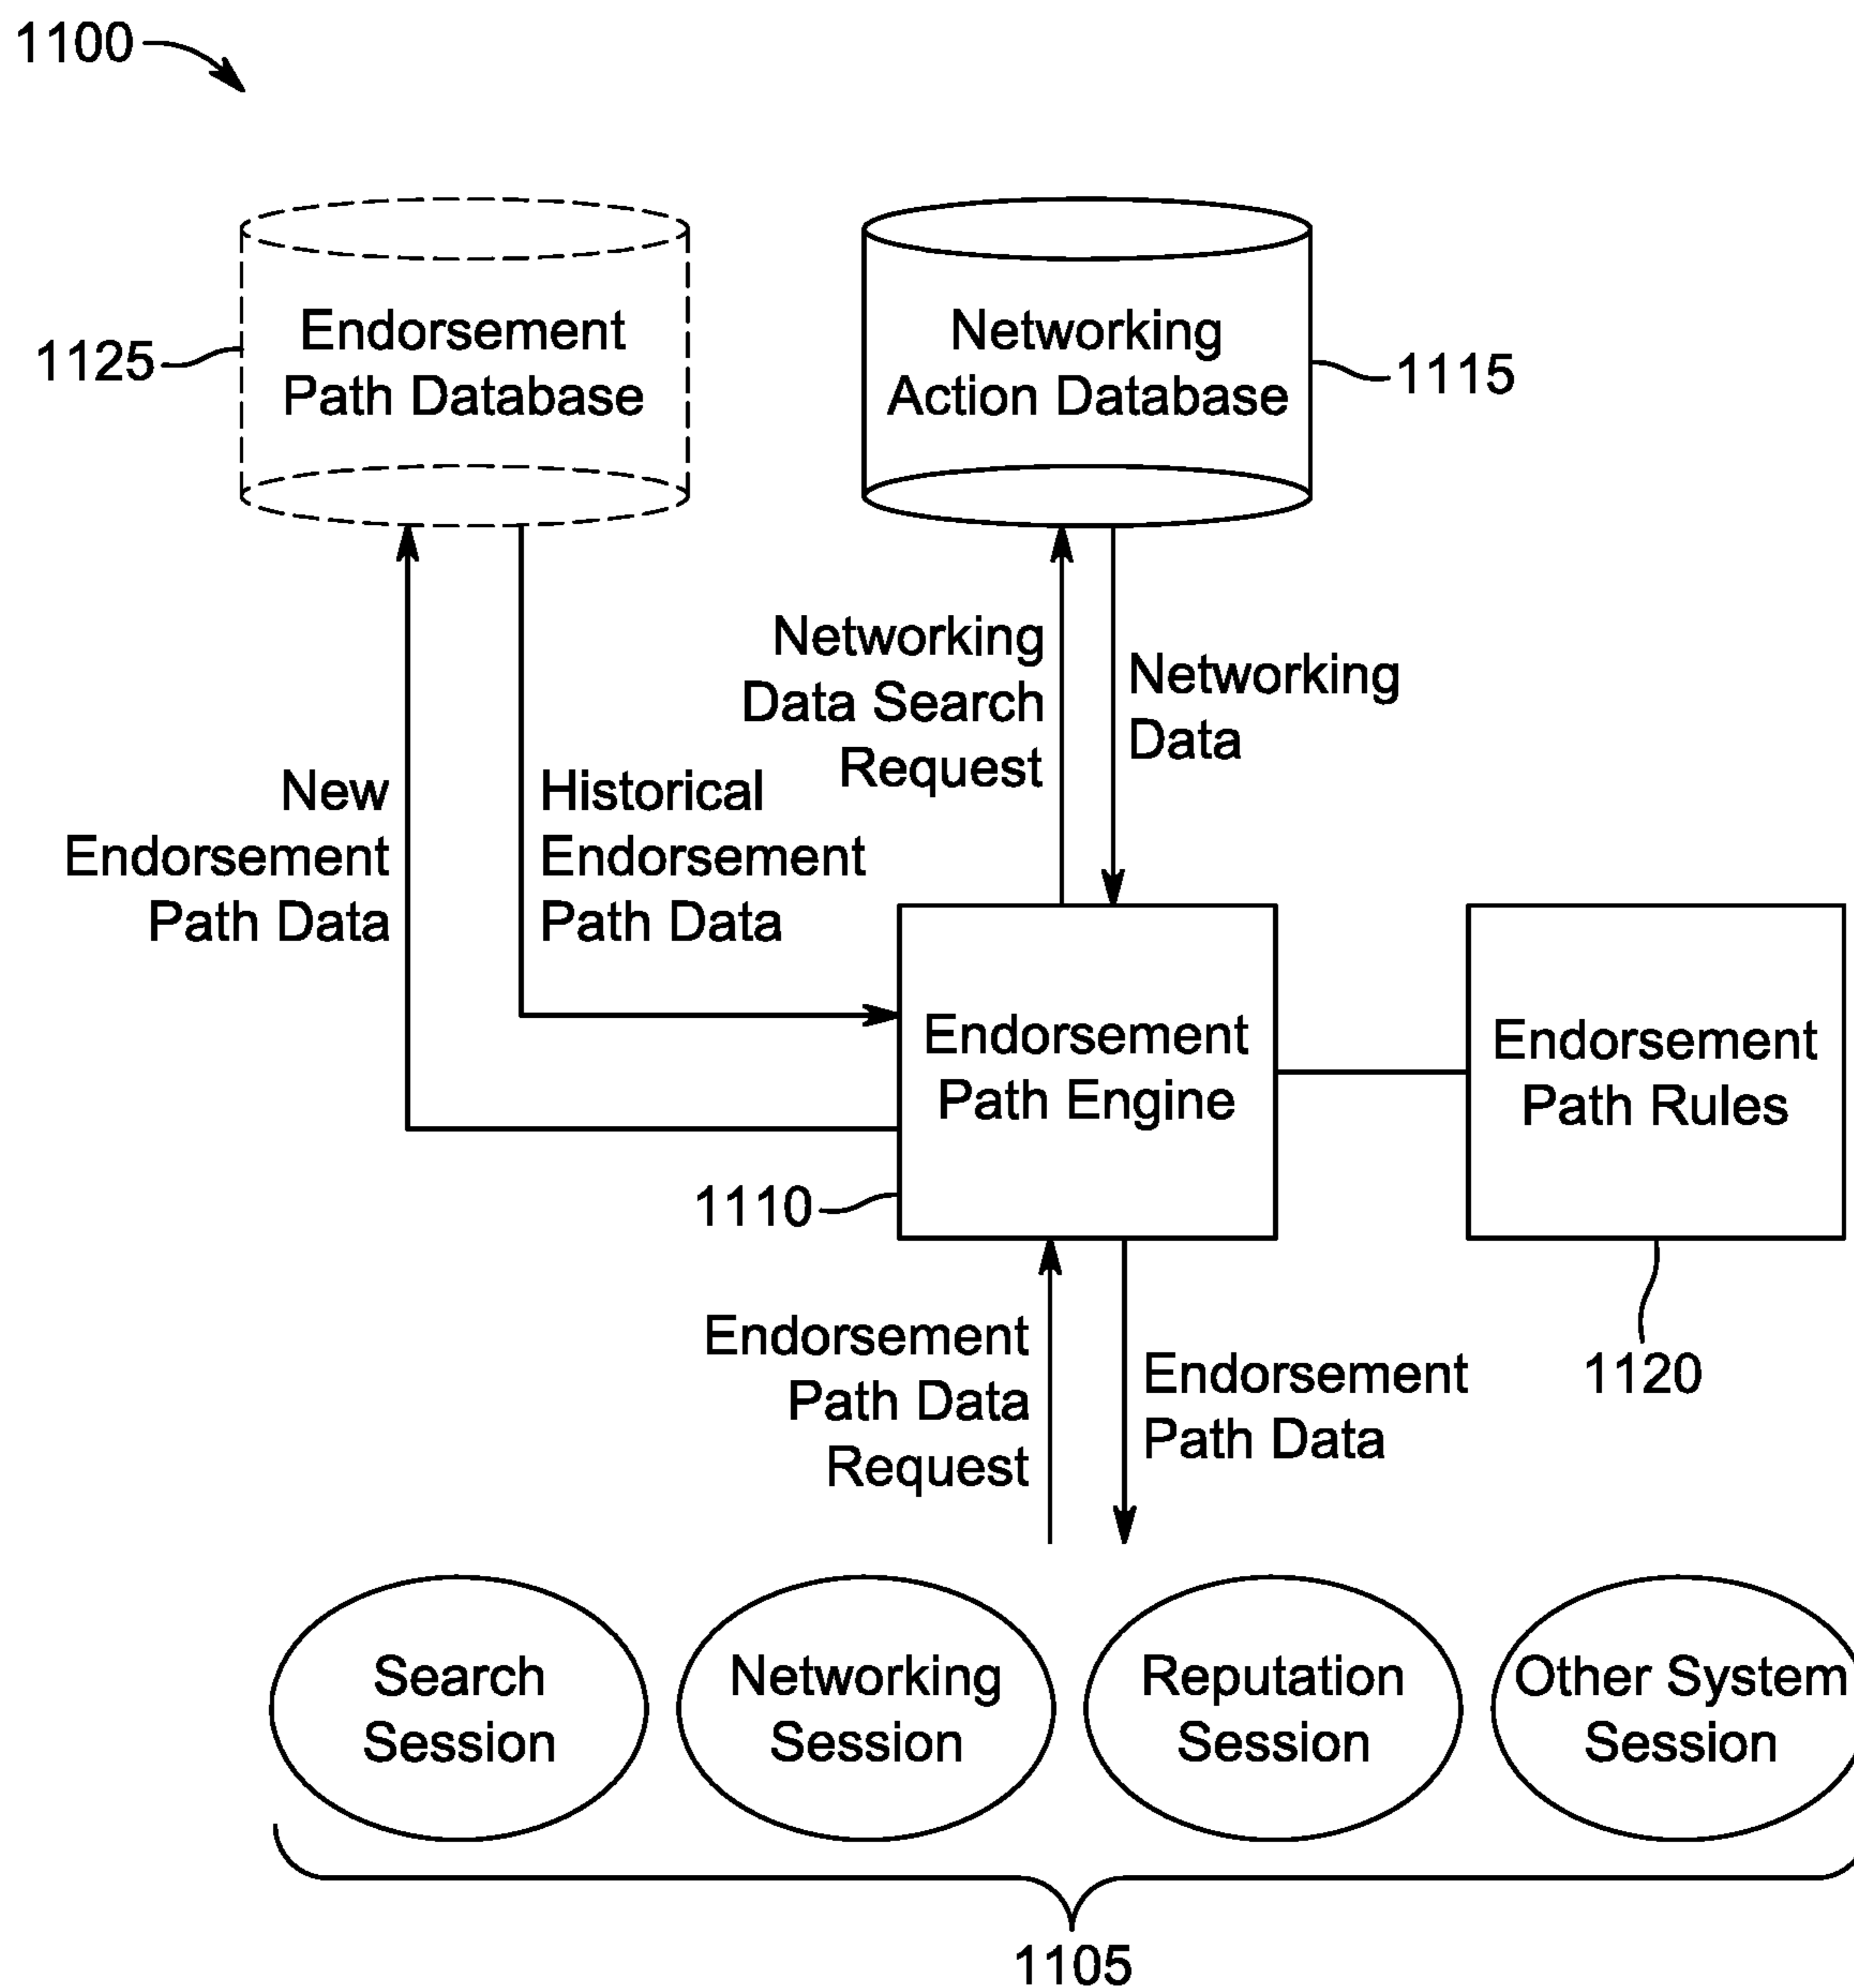 1100
Endorsement
Path Database
1125
Networking
Action Database
1115
Networking
Data Search
Request
Networking
Data
New
Endorsement
Path Data
Historical
Endorsement
Path Data
Endorsement
Path Engine
1110
Endorsement
Path Rules
1120
Endorsement
Path Data
Request
Endorsement
Path Data
Search
Session
Networking
Session
Reputation
Session
Other System
Session
1105